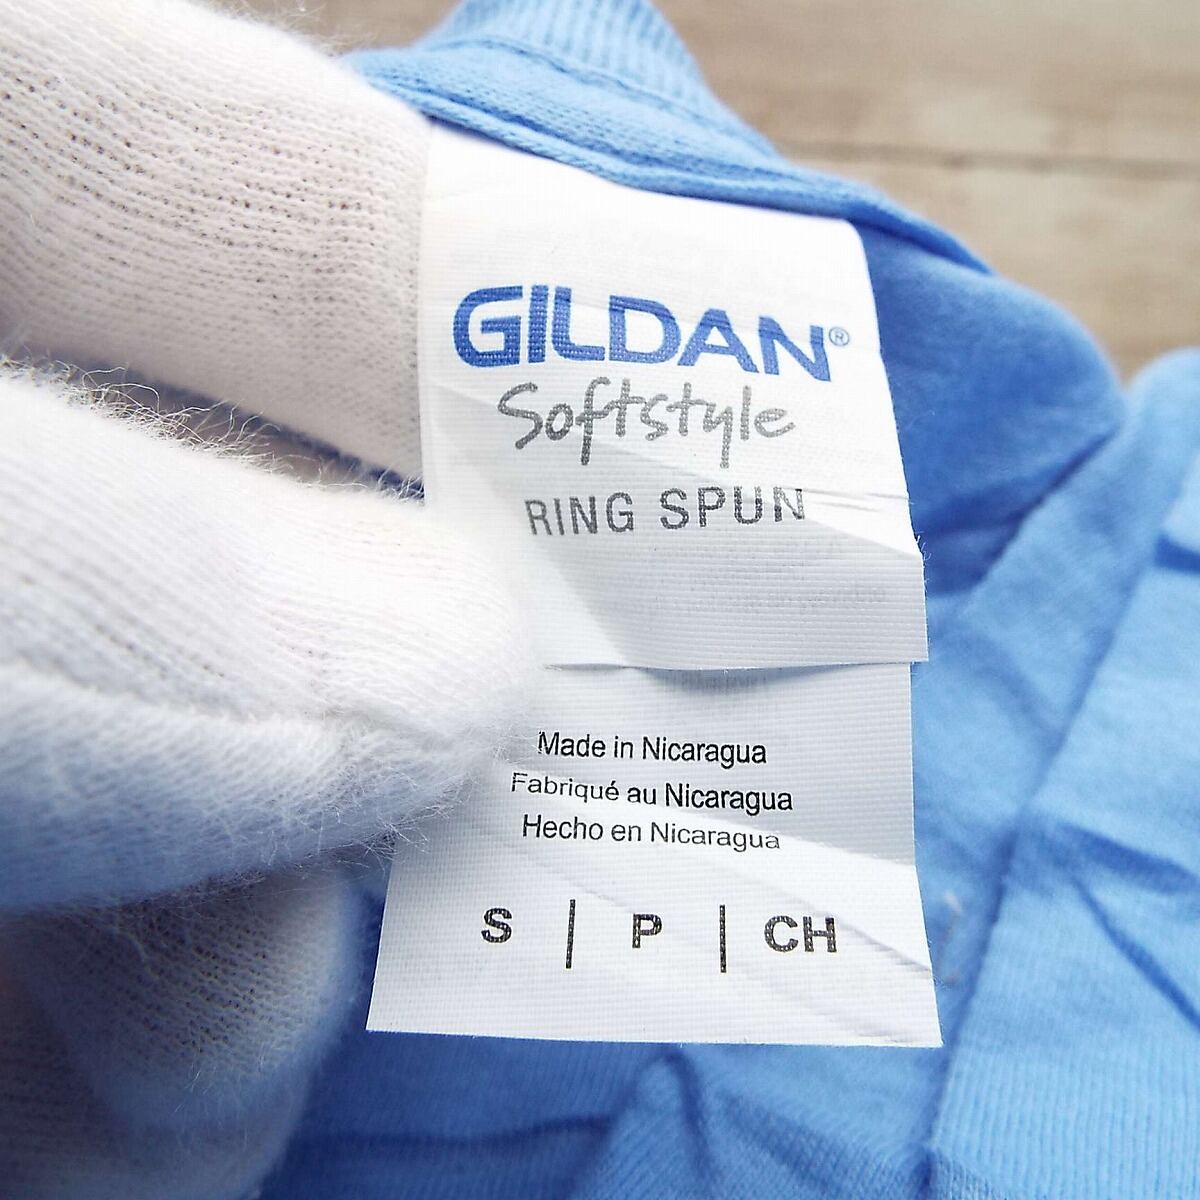 GILDAN®
Softstyle
RING SPUN
Made in Nicaragua
Fabriqué au Nicaragua
Hecho en Nicaragua
S | P | CH